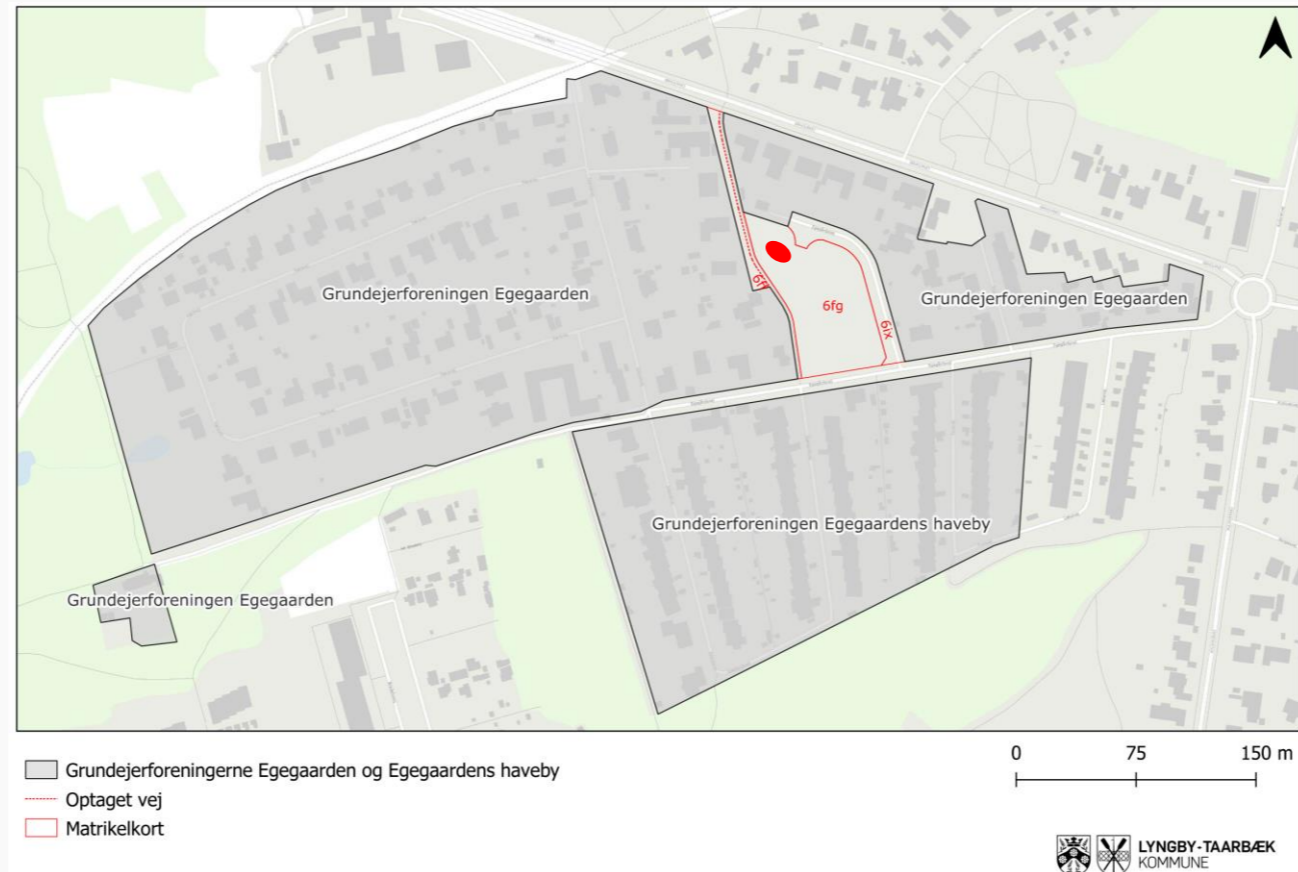 Grundejerforeningen Egegaarden
6ff
6fg
6ix
Grundejerforeningen Egegaarden
Grundejerforeningen Egegaardens haveby
Grundejerforeningen Egegaarden
Grundejerforeningerne Egegaarden og Egegaardens haveby
Optaget vej
Matrikelkort
0 75 150 m
LYNGBY-TAARBÆK
KOMMUNE